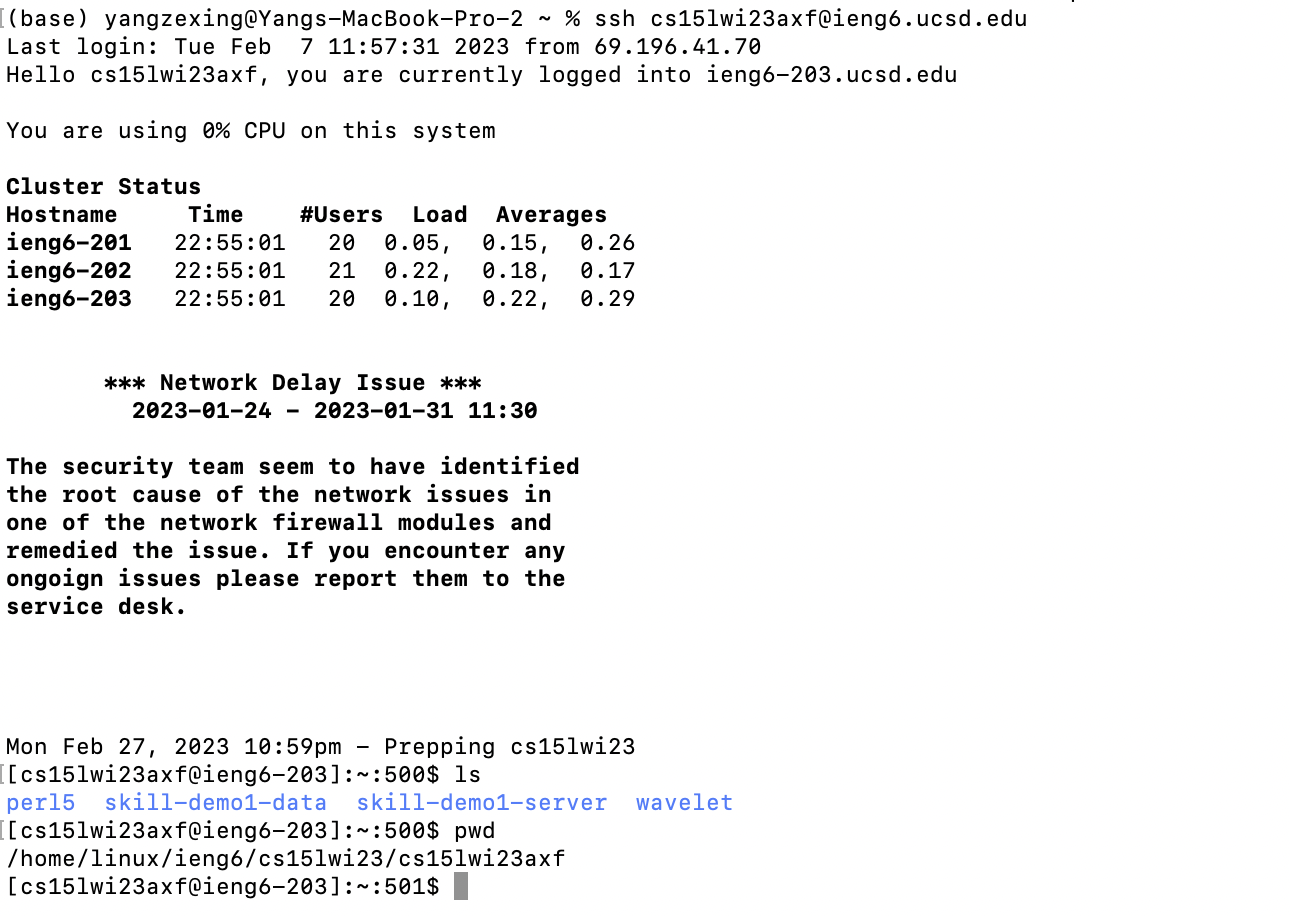 [(base) yangzexing@Yangs-MacBook-Pro-2 ~ % ssh cs15lwi23axf@ieng6.ucsd.edu
Last login: Tue Feb  7 11:57:31 2023 from 69.196.41.70
Hello cs15lwi23axf, you are currently logged into ieng6-203.ucsd.edu
You are using 0% CPU on this system
Cluster Status
Hostname     Time    #Users  Load  Averages
ieng6-201   22:55:01   20  0.05,  0.15,  0.26
ieng6-202   22:55:01   21  0.22,  0.18,  0.17
ieng6-203   22:55:01   20  0.10,  0.22,  0.29
*** Network Delay Issue ***
2023-01-24 - 2023-01-31 11:30
The security team seem to have identified
the root cause of the network issues in
one of the network firewall modules and
remedied the issue. If you encounter any
ongoign issues please report them to the
service desk.
Mon Feb 27, 2023 10:59pm - Prepping cs15lwi23
[[cs15lwi23axf@ieng6-203]:~:500$ ls
perl5  skill-demo1-data  skill-demo1-server  wavelet
[[cs15lwi23axf@ieng6-203]:~:500$ pwd
/home/linux/ieng6/cs15lwi23/cs15lwi23axf
[cs15lwi23axf@ieng6-203]:~:501$